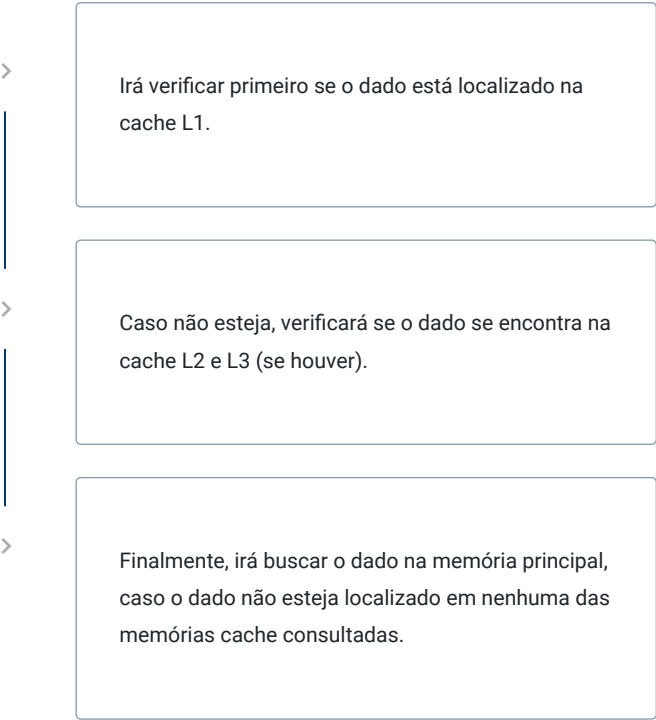 Irá verificar primeiro se o dado está localizado na
cache L1.
Caso não esteja, verificará se o dado se encontra na
cache L2 e L3 (se houver).
Finalmente, irá buscar o dado na memória principal,
caso o dado não esteja localizado em nenhuma das
memórias cache consultadas.